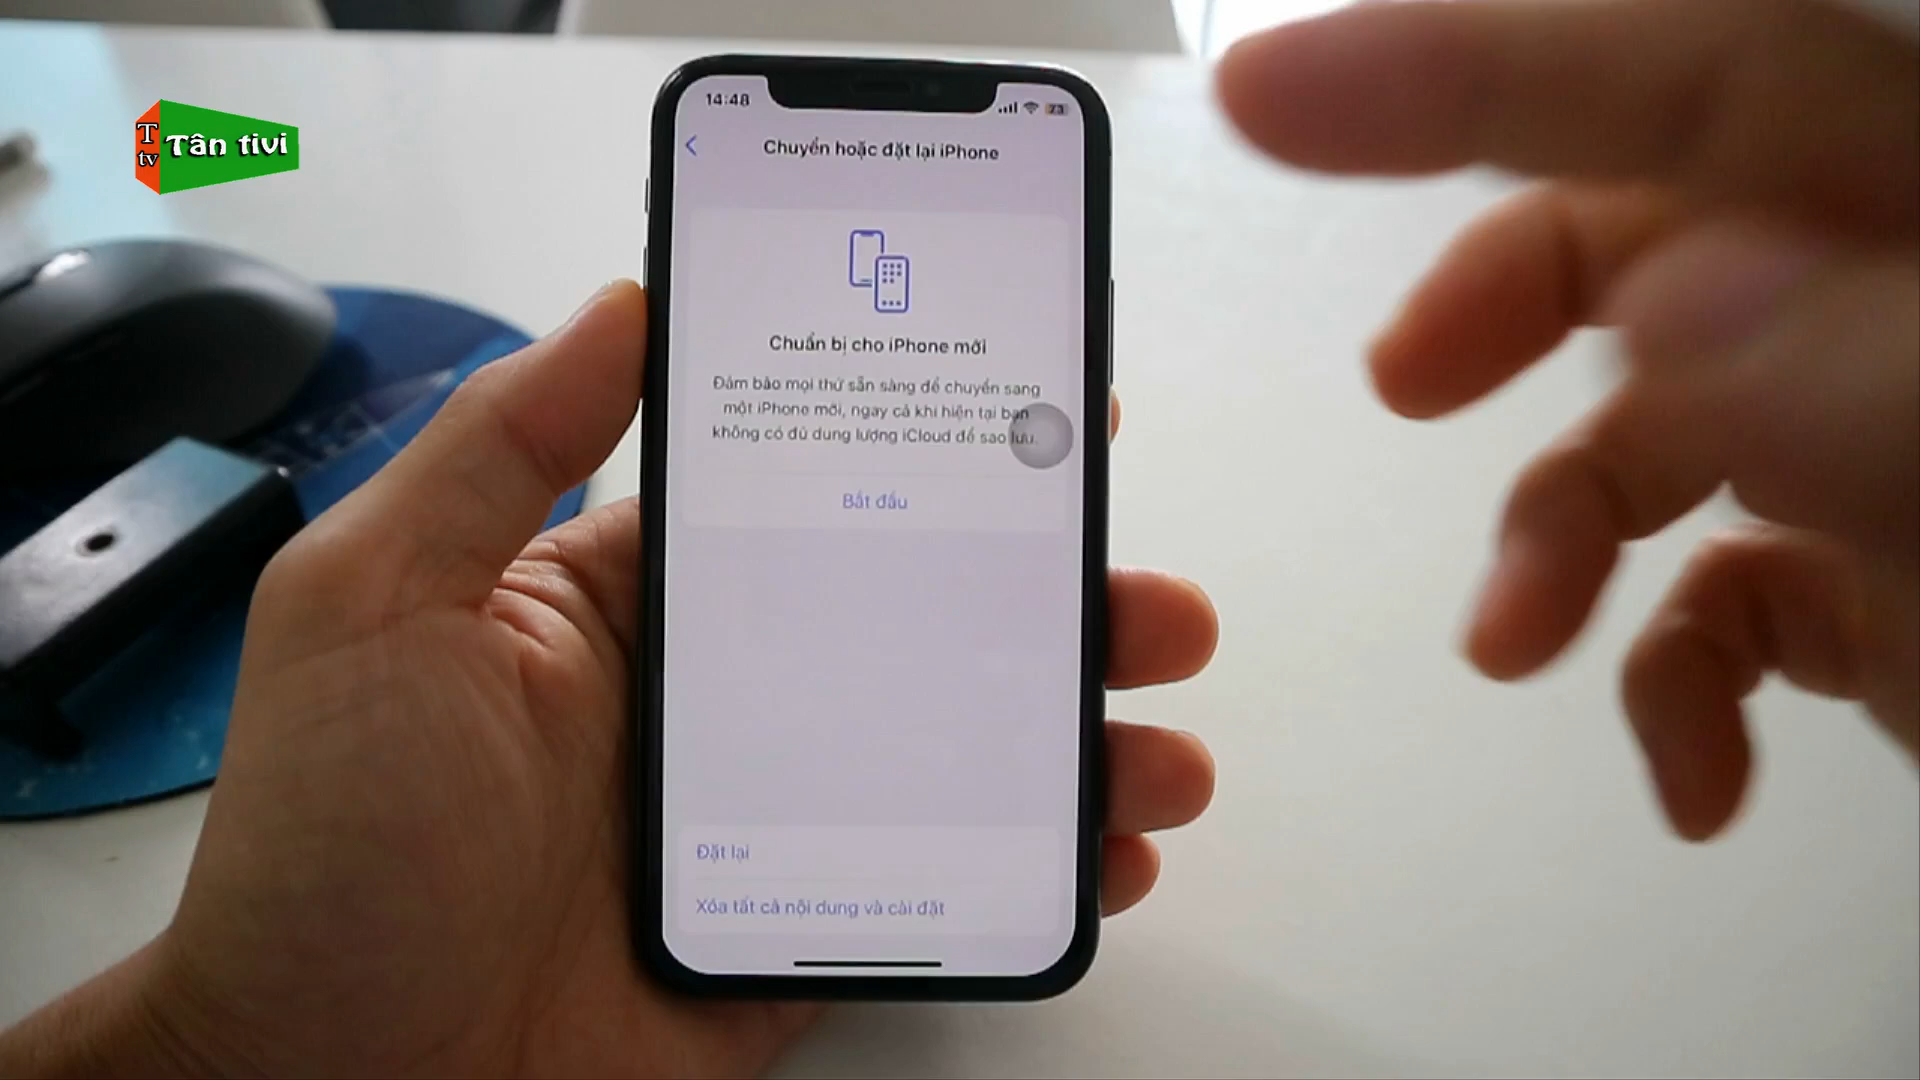 T
tv
Tân tivi
14:48
73
Chuyển hoặc đặt lại iPhone
Chuẩn bị cho iPhone mới
Đảm bảo mọi thứ sẵn sàng để chuyển sang
một iPhone mới, ngay cả khi hiện tại bạn
không có đủ dung lượng iCloud để sao lưu.
Bắt đầu
Đặt lại
Xóa tất cả nội dung và cài đặt